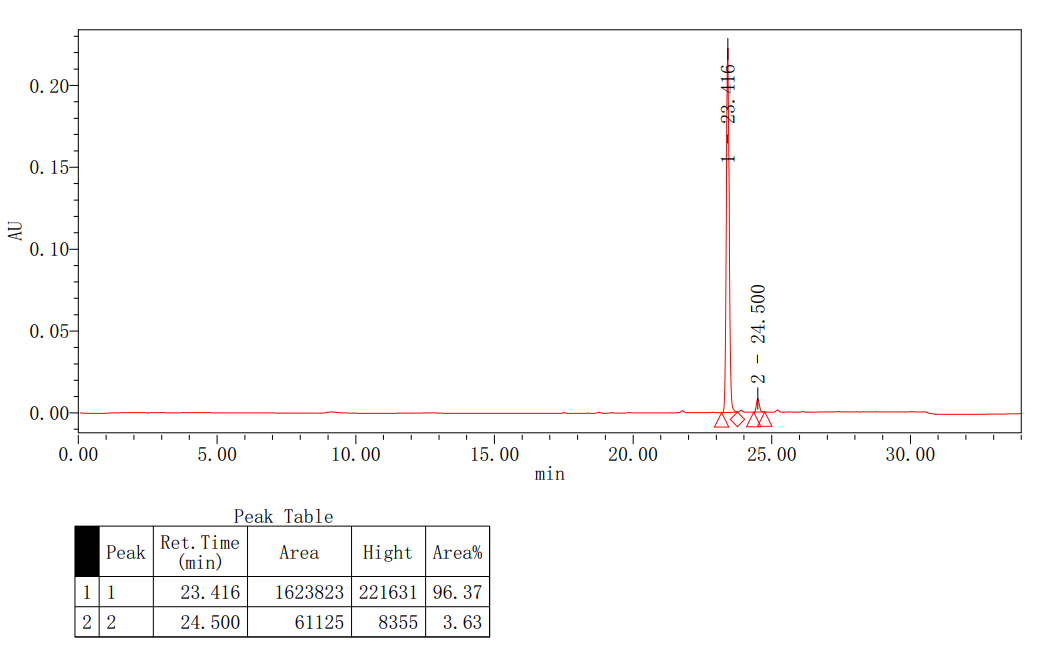 0.20
0.15
0.10
0.05
0.00
AU
1 - 23.416
2 - 24.500
0.00 5.00 10.00 15.00 20.00 25.00 30.00
min
Peak Table
Peak Ret.Time (min) Area Hight Area%
1 1 23.416 1623823 221631 96.37
2 2 24.500 61125 8355 3.63